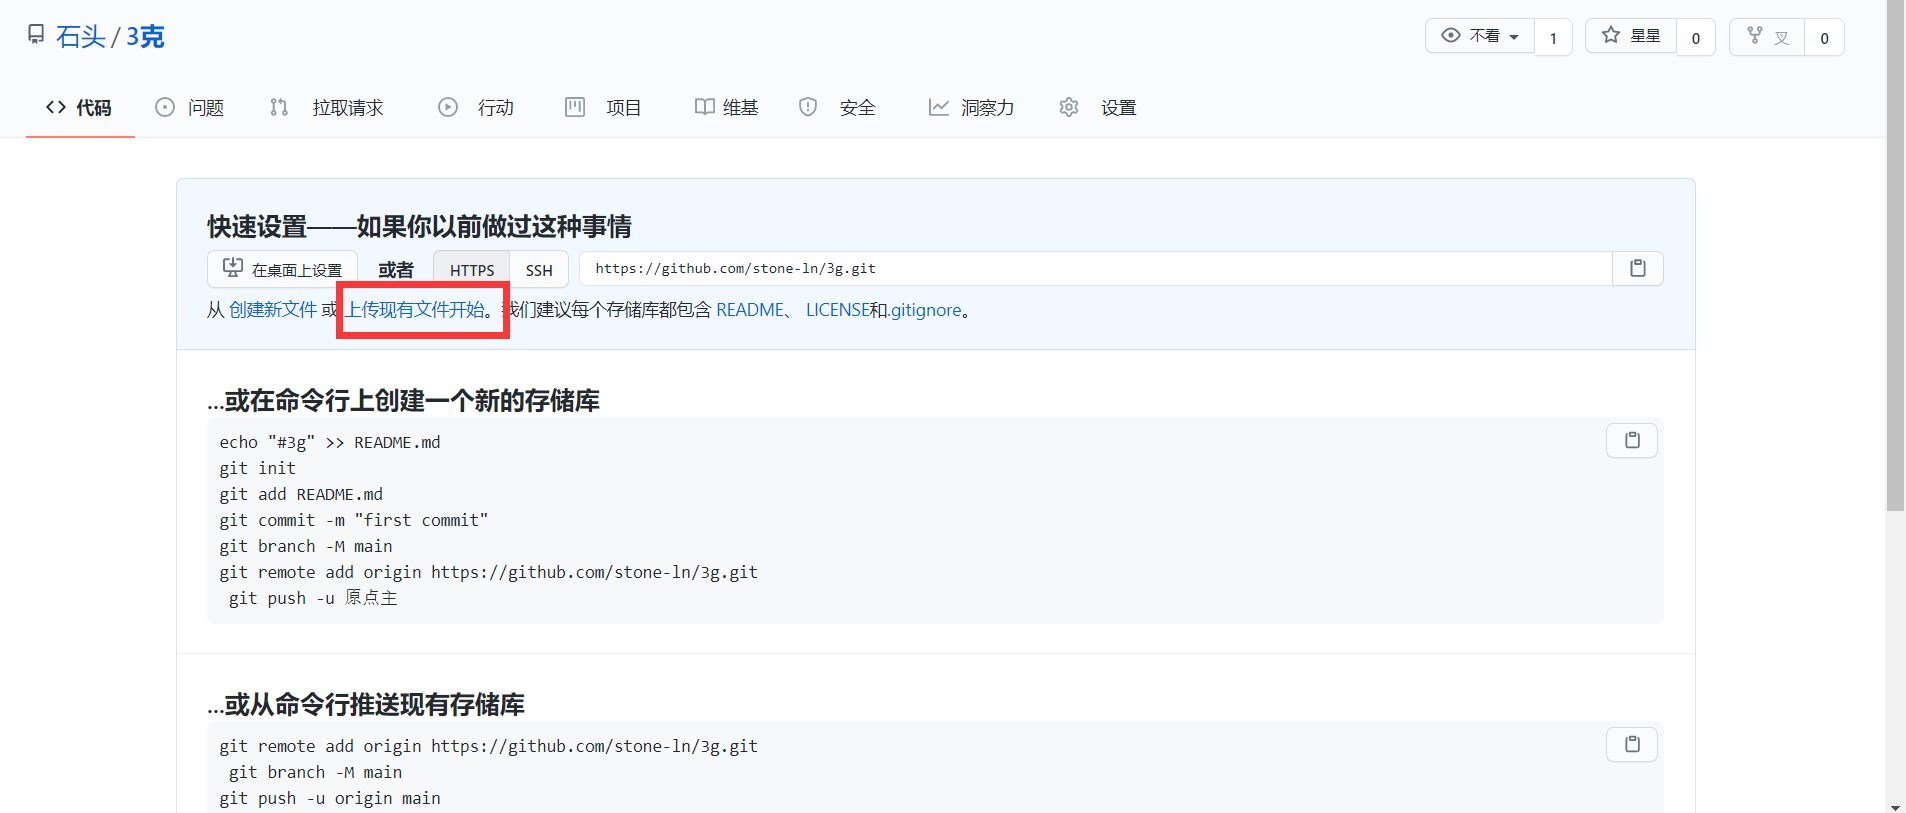 石头 / 3克
不看 1 星星 0 叉 0
代码 问题 拉取请求 行动 项目 维基 安全 洞察力 设置
快速设置——如果你以前做过这种事情
在桌面上设置 或者 HTTPS SSH https://github.com/stone-ln/3g.git
从 创建新文件 或 上传现有文件开始。我们建议每个存储库都包含 README、 LICENSE和.gitignore。
...或在命令行上创建一个新的存储库
echo "#3g" >> README.md
git init
git add README.md
git commit -m "first commit"
git branch -M main
git remote add origin https://github.com/stone-ln/3g.git
git push -u 原点主
...或从命令行推送现有存储库
git remote add origin https://github.com/stone-ln/3g.git
git branch -M main
git push -u origin main